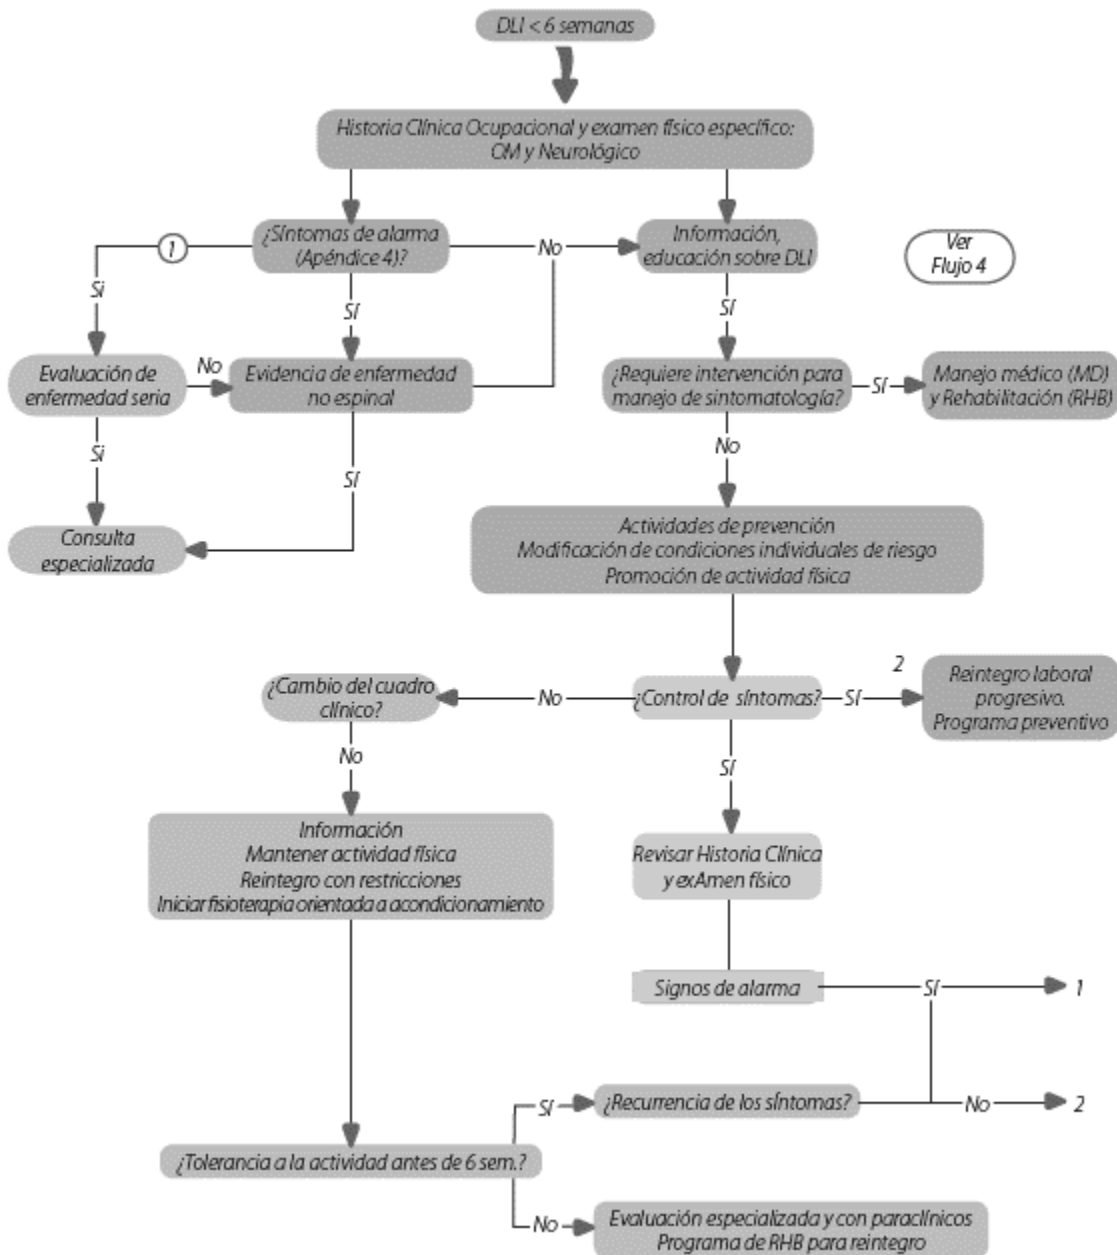 DLI < 6 semanas
Historia Clínica Ocupacional y examen físico específico:
OM y Neurológico
1
¿Síntomas de alarma
(Apéndice 4)?
No
Información,
educación sobre DLI
Ver
Flujo 4
Si
Sí
Sí
Evaluación de
enfermedad seria
No
Evidencia de enfermedad
no espinal
¿Requiere intervención para
manejo de sintomatología?
Sí
Manejo médico (MD)
y Rehabilitación (RHB)
Si
Sí
No
Consulta
especializada
Actividades de prevención
Modificación de condiciones individuales de riesgo
Promoción de actividad física
¿Cambio del cuadro
clínico?
No
¿Control de síntomas?
Sí
2
Reintegro laboral
progresivo.
Programa preventivo
No
Sí
Información
Mantener actividad física
Reintegro con restricciones
Iniciar fisioterapia orientada a acondicionamiento
Revisar Historia Clínica
y exAmen físico
Signos de alarma
Sí
1
Sí
¿Recurrencia de los síntomas?
No
2
¿Tolerancia a la actividad antes de 6 sem.?
No
Evaluación especializada y con paraclínicos
Programa de RHB para reintegro